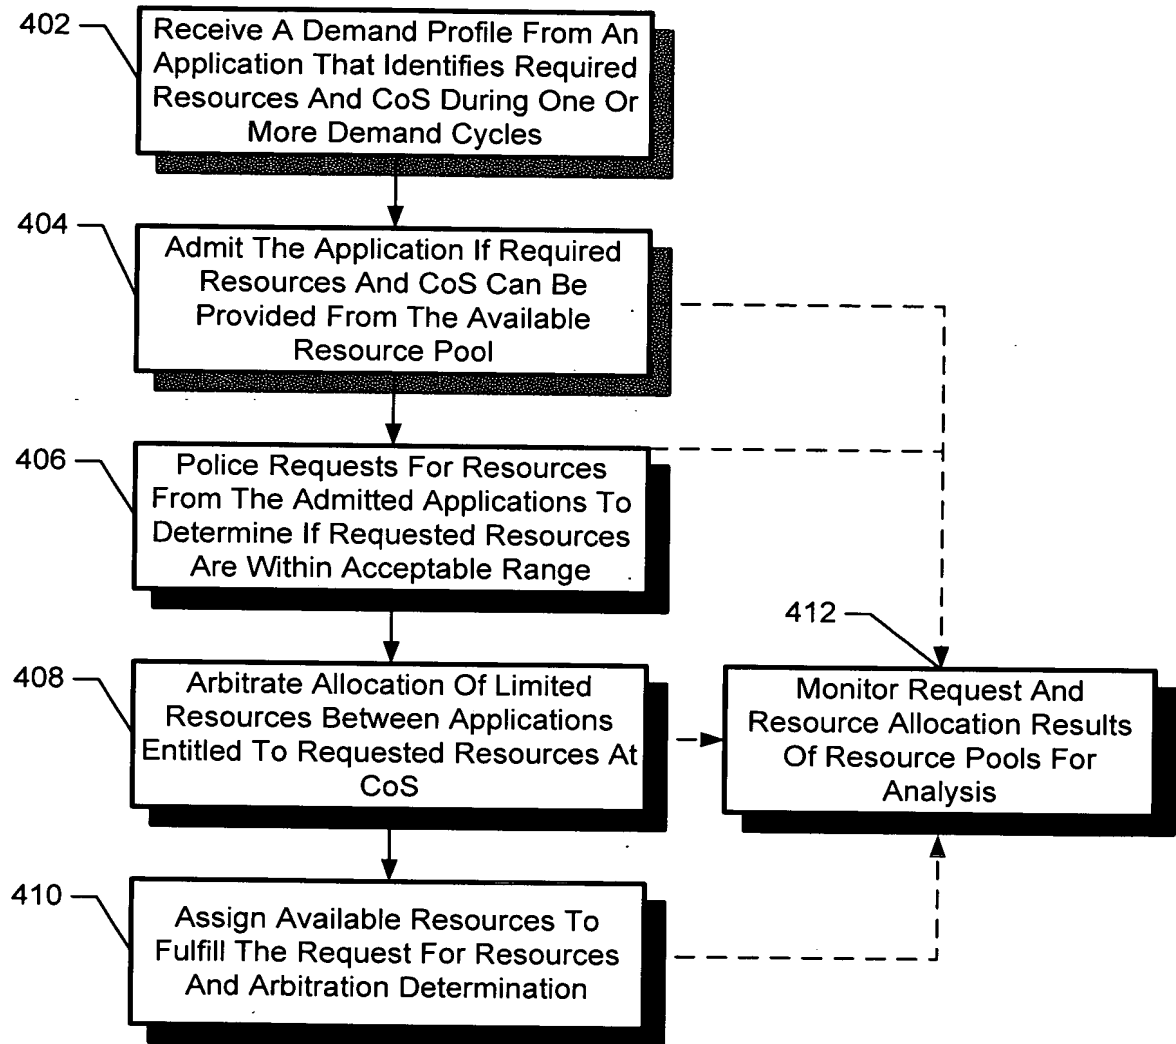 402
Receive A Demand Profile From An
Application That Identifies Required
Resources And CoS During One Or
More Demand Cycles
404
Admit The Application If Required
Resources And CoS Can Be
Provided From The Available
Resource Pool
406
Police Requests For Resources
From The Admitted Applications To
Determine If Requested Resources
Are Within Acceptable Range
408
Arbitrate Allocation Of Limited
Resources Between Applications
Entitled To Requested Resources At
CoS
412
Monitor Request And
Resource Allocation Results
Of Resource Pools For
Analysis
410
Assign Available Resources To
Fulfill The Request For Resources
And Arbitration Determination